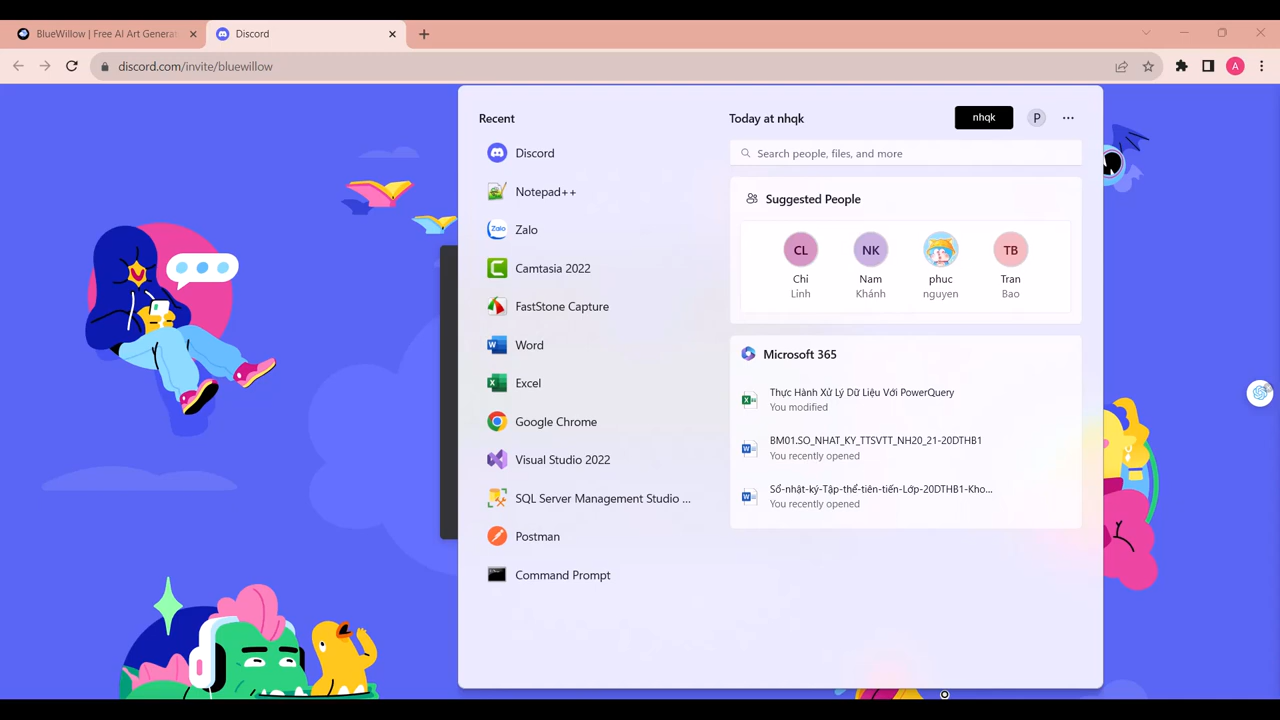 BlueWillow | Free AI Art Generat
Discord
discord.com/invite/bluewillow
A
Recent
Discord
Notepad++
Zalo
Zalo
Camtasia 2022
FastStone Capture
Word
Excel
Google Chrome
Visual Studio 2022
SQL Server Management Studio ...
Postman
Command Prompt
Today at nhqk
nhqk
P
Search people, files, and more
Suggested People
CL
NK
TB
Chi
Linh
Nam
Khánh
phuc
nguyen
Tran
Bao
Microsoft 365
Thực Hành Xử Lý Dữ Liệu Với PowerQuery
You modified
BM01.SO_NHAT_KY_TTSVTT_NH20_21-20DTHB1
You recently opened
Sổ-nhật-ký-Tập-thể-tiên-tiến-Lớp-20DTHB1-Kho...
You recently opened